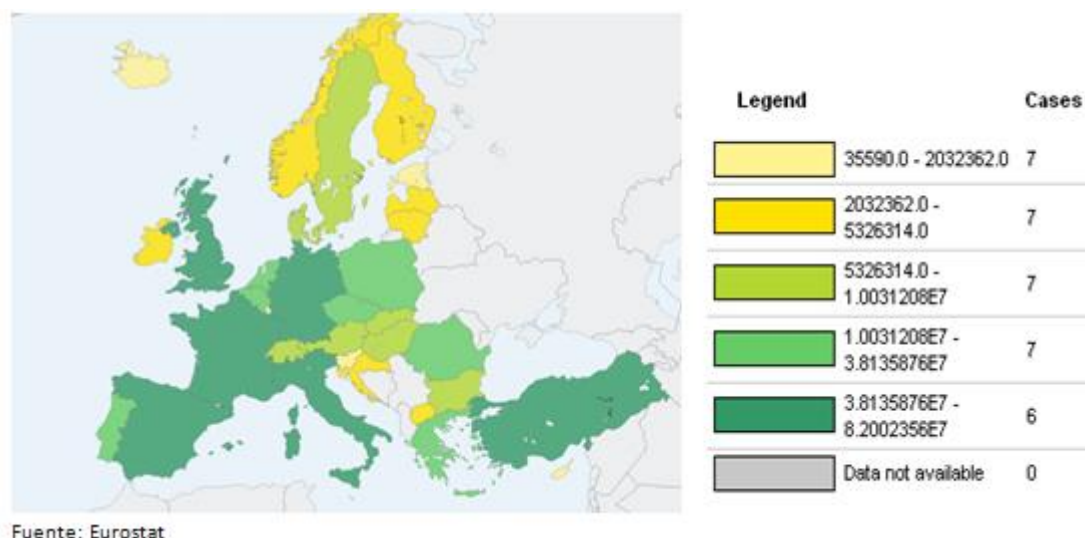 Legend Cases
35590.0 - 2032362.0 7
2032362.0 -
5326314.0 7
5326314.0 -
1.0031208E7 7
1.0031208E7 -
3.8135876E7 7
3.8135876E7 -
8.2002356E7 6
Data not available 0
Fuente: Eurostat